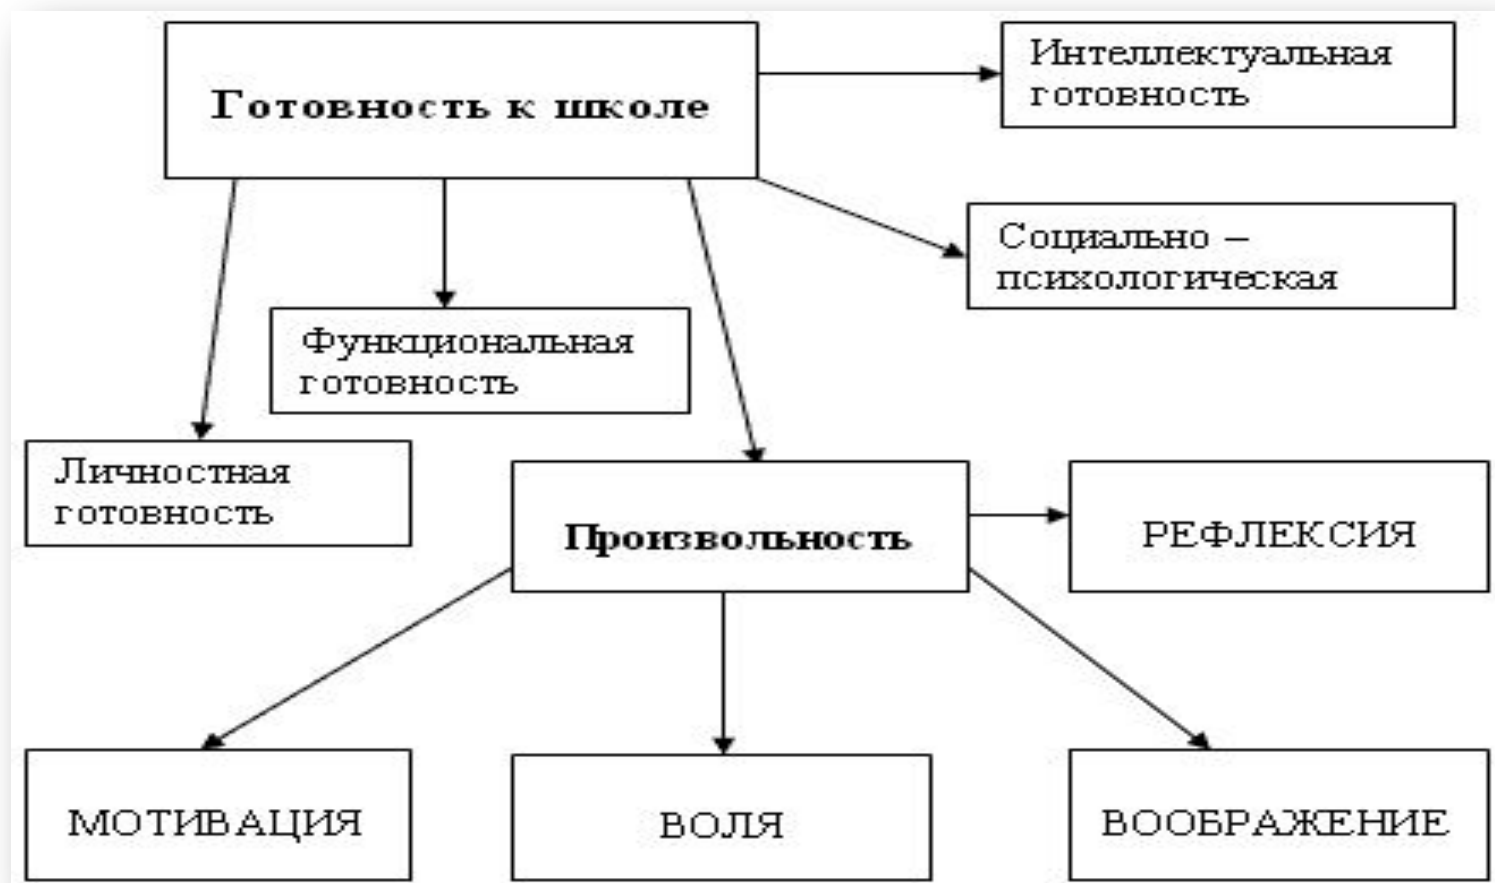 Готовность к школе
Интеллектуальная
готовность
Социально –
психологическая
Функциональная
готовность
Личностная
готовность
Произвольность
РЕФЛЕКСИЯ
МОТИВАЦИЯ
ВОЛЯ
ВООБРАЖЕНИЕ